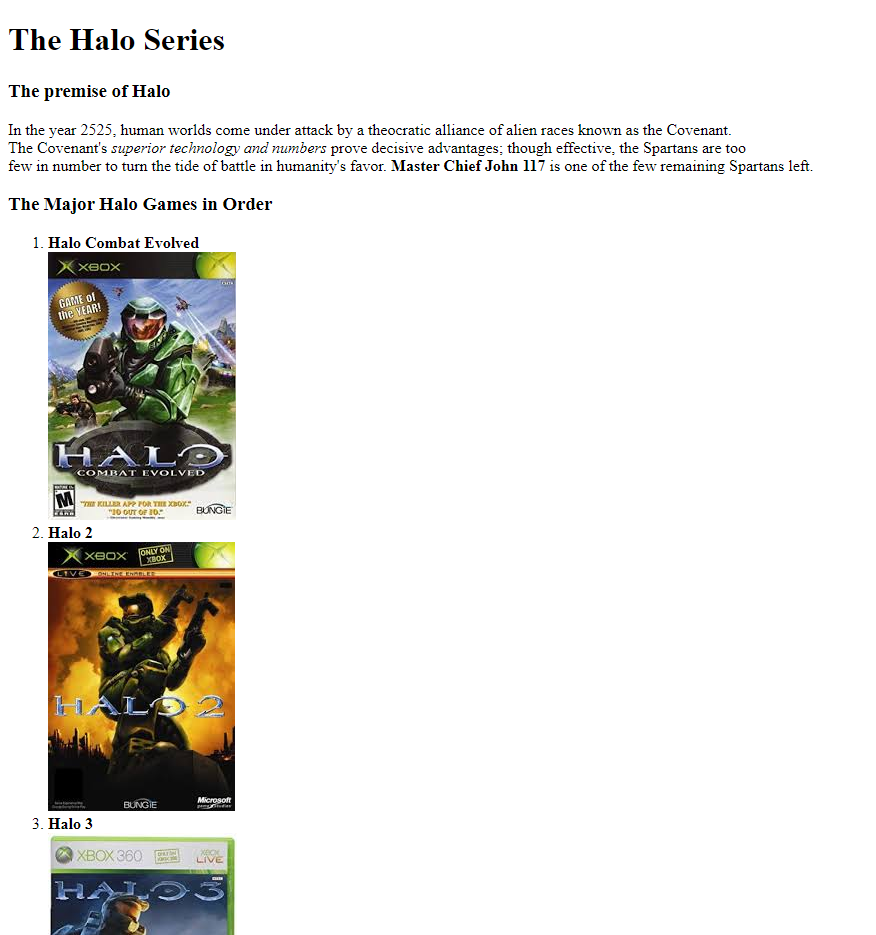 The Halo Series
The premise of Halo
In the year 2525, human worlds come under attack by a theocratic alliance of alien races known as the Covenant.
The Covenant's superior technology and numbers prove decisive advantages; though effective, the Spartans are too
few in number to turn the tide of battle in humanity's favor. Master Chief John 117 is one of the few remaining Spartans left.
The Major Halo Games in Order
1. Halo Combat Evolved
XBOX
GAME of
the YEAR!
HALO
COMBAT EVOLVED
M
"THE KILLER APP FOR THE XBOX."
"10 OUT OF 10."
BUNGIE
2. Halo 2
XBOX
ONLY ON
XBOX
LIVE ONLINE ENABLED
HALO 2
BUNGIE
Microsoft
game studios
3. Halo 3
XBOX 360
ONLY ON
XBOX 360
XBOX
LIVE
HALO 3